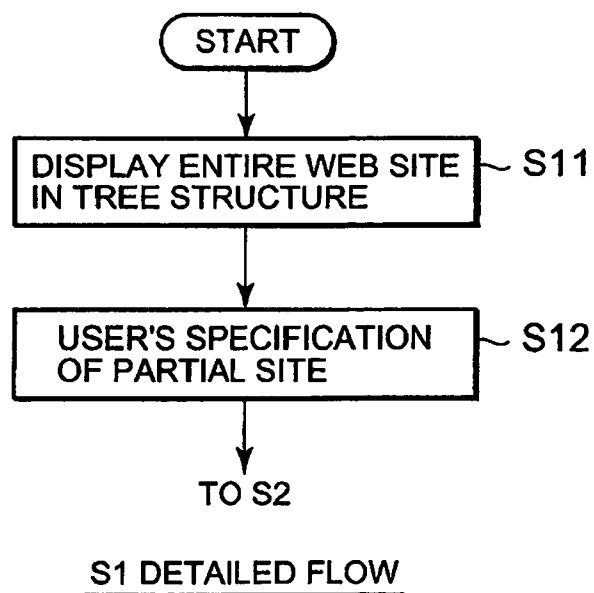 START
DISPLAY ENTIRE WEB SITE
IN TREE STRUCTURE
S11
USER'S SPECIFICATION
OF PARTIAL SITE
S12
TO S2
S1 DETAILED FLOW